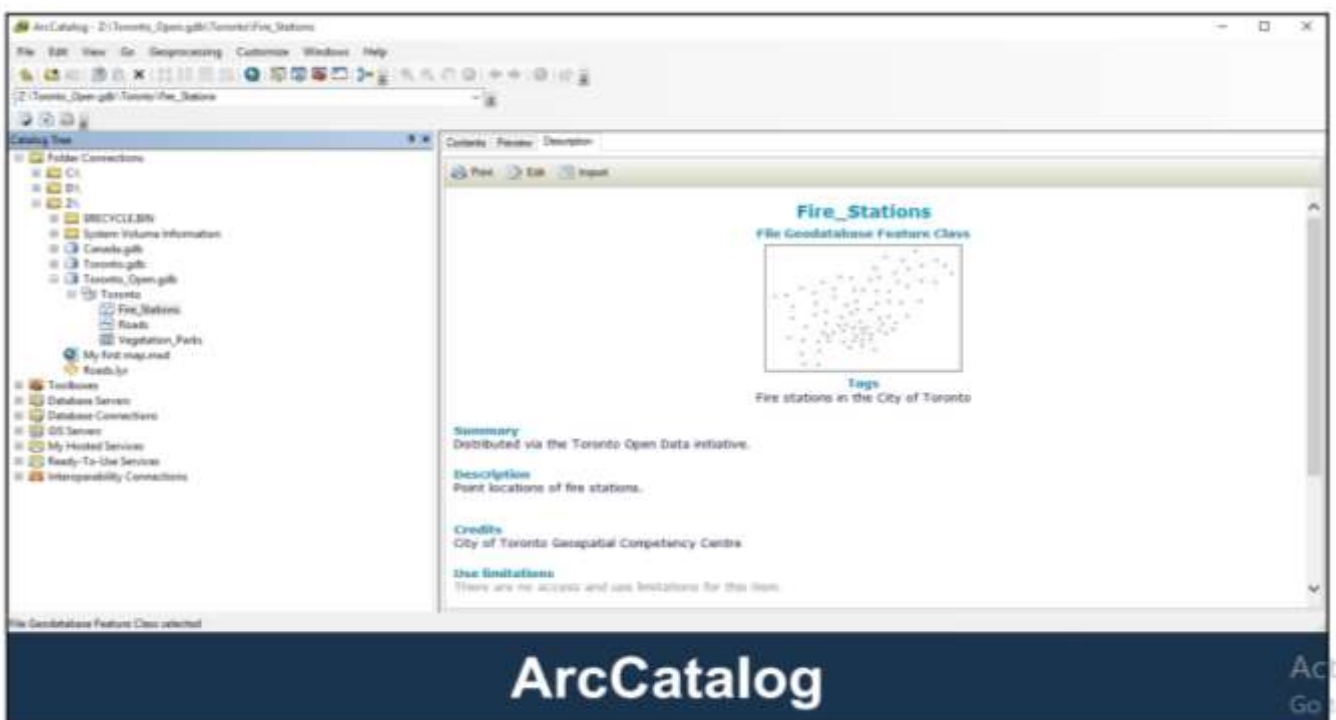 ArcCatalog - Z:\Toronto_Open.gdb\Toronto\Fire_Stations
File Edit View Go Geoprocessing Customize Windows Help
Z:\Toronto_Open.gdb\Toronto\Fire_Stations
Catalog Tree
Contents Preview Description
Folder Connections
C:\
D:\
Z:\
$RECYCLE.BIN
System Volume Information
Canada.gdb
Toronto.gdb
Toronto_Open.gdb
Toronto
Fire_Stations
Roads
Vegetation_Parks
My first map.mxd
Roads.lyr
Toolboxes
Database Servers
Database Connections
GIS Servers
My Hosted Services
Ready-To-Use Services
Interoperability Connections
Print Edit Import
Fire_Stations
File Geodatabase Feature Class
Tags
Fire stations in the City of Toronto
Summary
Distributed via the Toronto Open Data initiative.
Description
Point locations of fire stations.
Credits
City of Toronto Geospatial Competency Centre
Use limitations
There are no access and use limitations for this item.
File Geodatabase Feature Class selected
ArcCatalog
Go